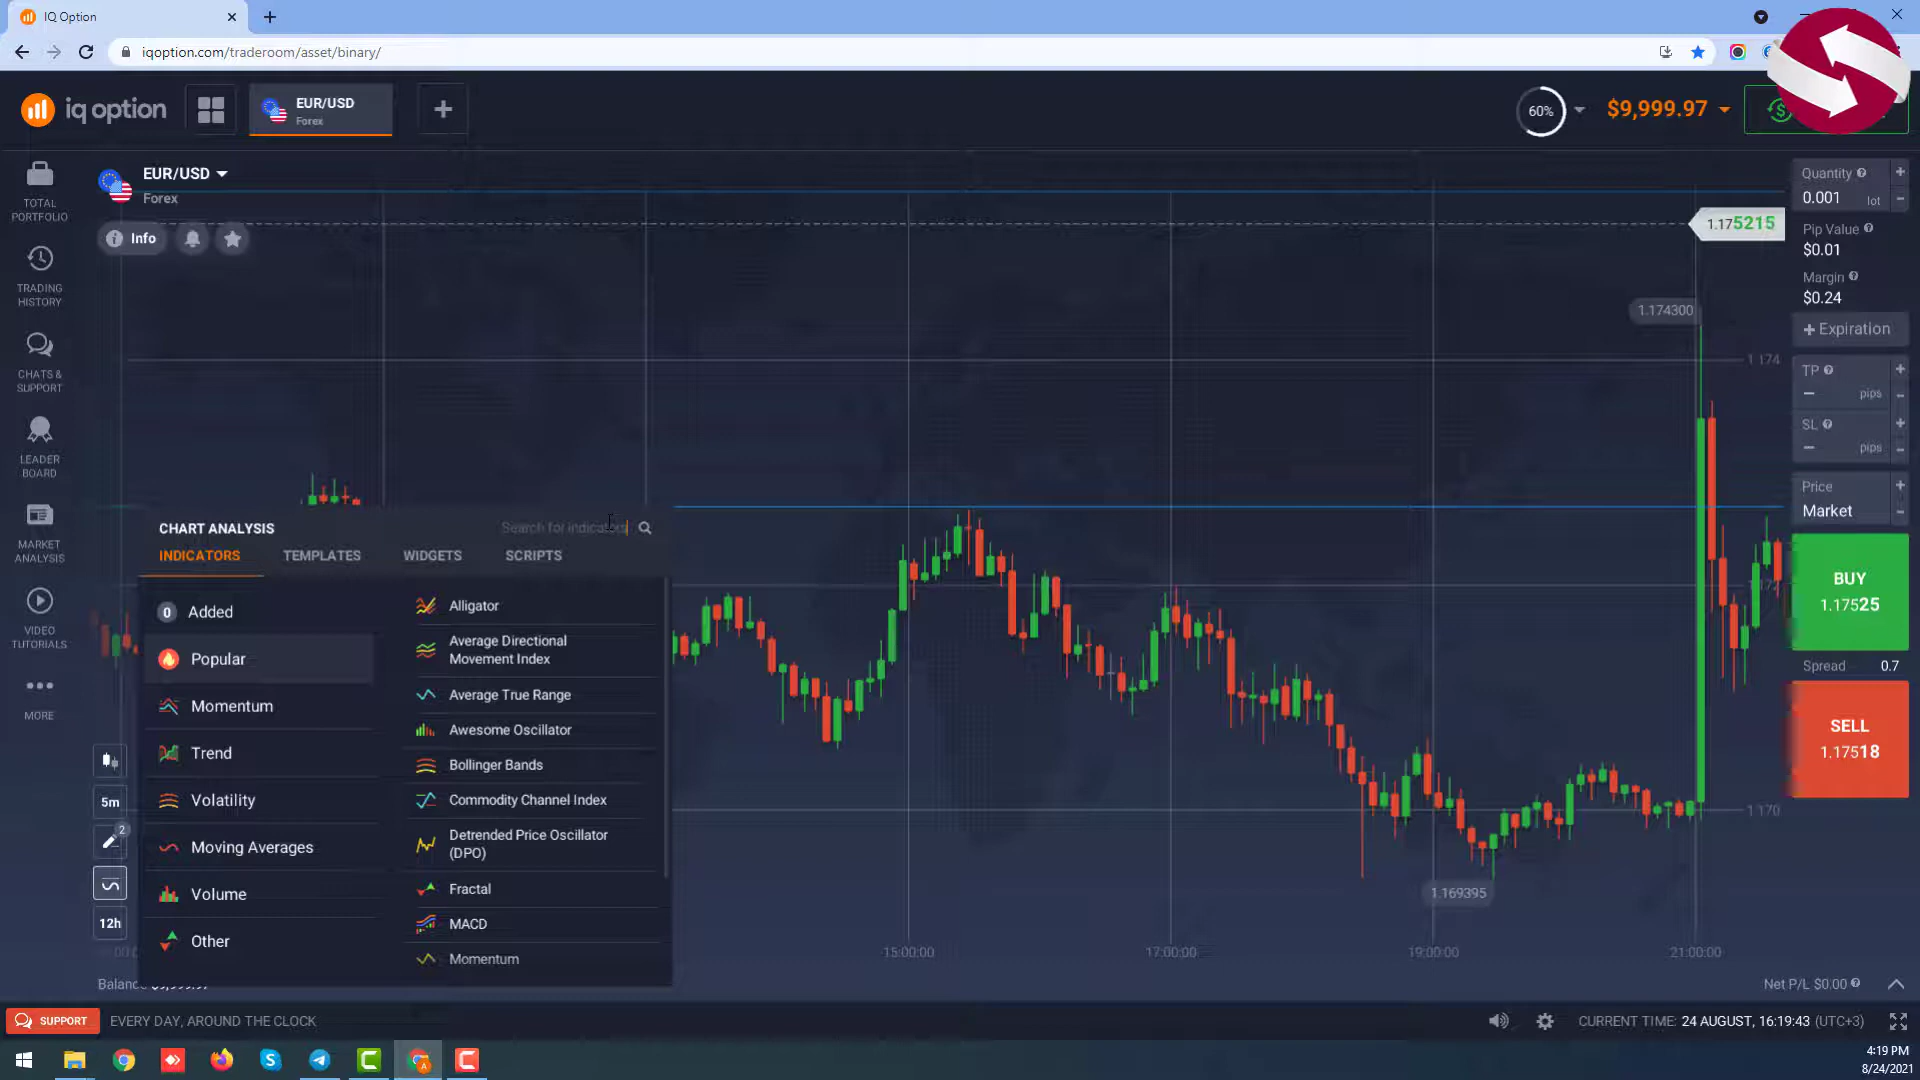 IQ Option
iqoption.com/traderoom/asset/binary/
iq option
EUR/USD
Forex
60%
$9,999.97
EUR/USD
Forex
Info
TOTAL
PORTFOLIO
TRADING
HISTORY
CHATS &
SUPPORT
LEADER
BOARD
MARKET
ANALYSIS
VIDEO
TUTORIALS
MORE
5m
2
12h
CHART ANALYSIS
Search for indicators
INDICATORS
TEMPLATES
WIDGETS
SCRIPTS
0 Added
Popular
Momentum
Trend
Volatility
Moving Averages
Volume
Other
Alligator
Average Directional
Movement Index
Average True Range
Awesome Oscillator
Bollinger Bands
Commodity Channel Index
Detrended Price Oscillator
(DPO)
Fractal
MACD
Momentum
1.175215
1.174300
1.174
1.170
1.169395
15:00:00
17:00:00
19:00:00
21:00:00
Quantity
0.001 lot
Pip Value
$0.01
Margin
$0.24
+ Expiration
TP
– pips
SL
– pips
Price
Market
BUY
1.17525
Spread 0.7
SELL
1.17518
Net P/L $0.00
SUPPORT
EVERY DAY, AROUND THE CLOCK
CURRENT TIME: 24 AUGUST, 16:19:43 (UTC+3)
4:19 PM
8/24/2021